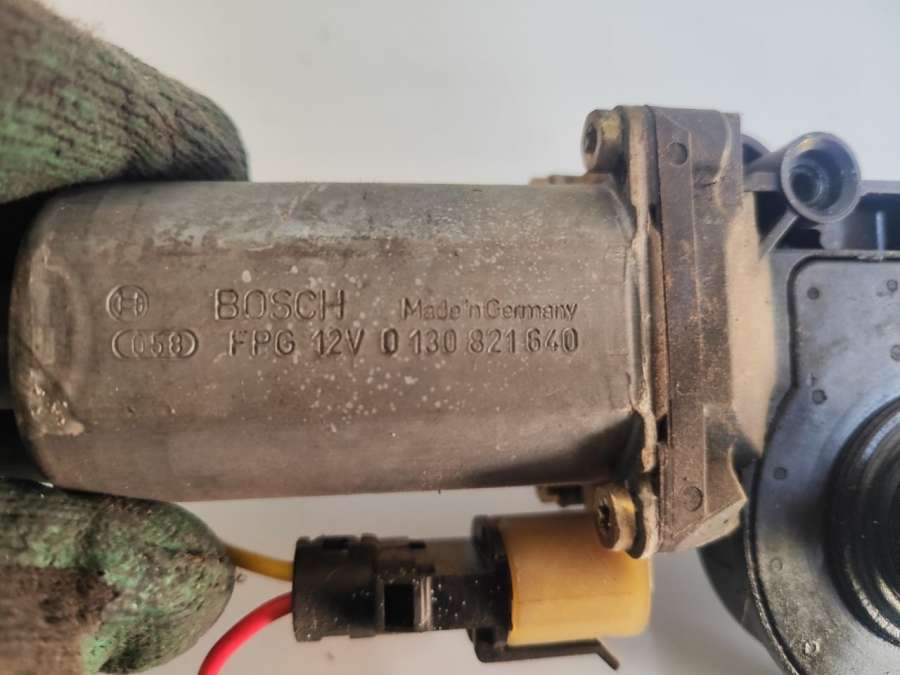 BOSCH Made in Germany
058 FPG 12V 0 130 821 640